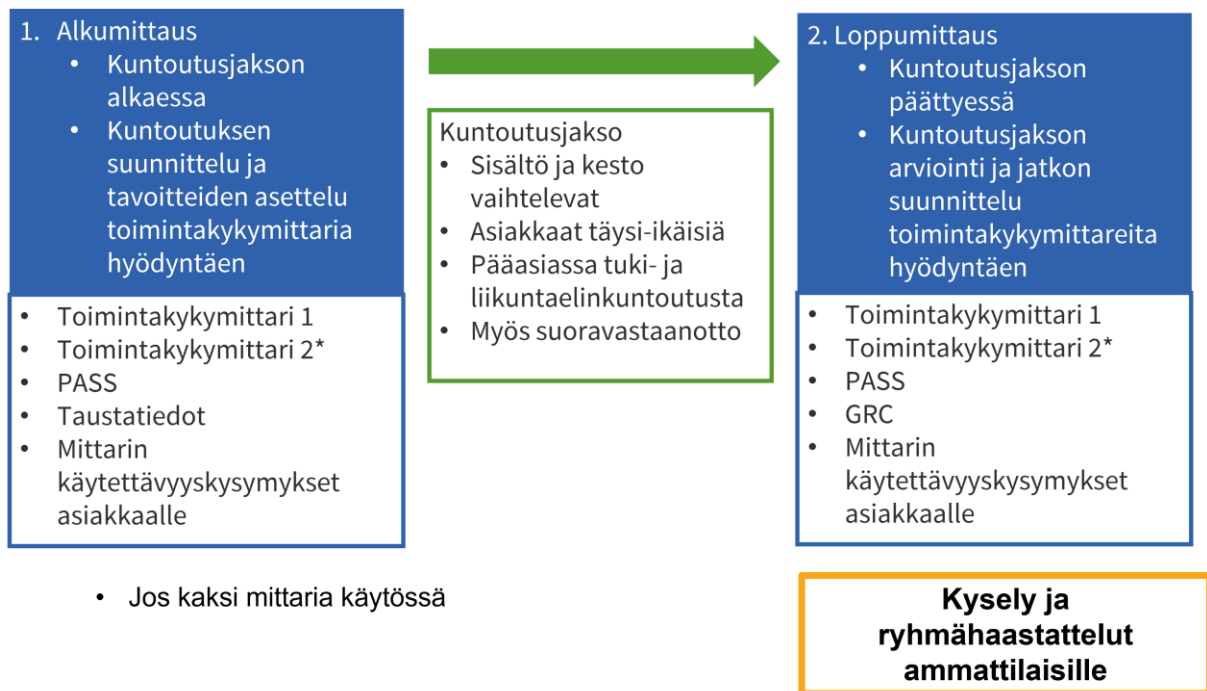 1. Alkumittaus
• Kuntoutusjakson
alkaessa
• Kuntoutuksen
suunnittelu ja
tavoitteiden asettelu
toimintakykymittaria
hyödyntäen
• Toimintakykymittari 1
• Toimintakykymittari 2*
• PASS
• Taustatiedot
• Mittarin
käytettävyyskysymykset
asiakkaalle
• Jos kaksi mittaria käytössä
Kuntoutusjakso
• Sisältö ja kesto
vaihtelevat
• Asiakkaat täysi-ikäisiä
• Pääasiassa tuki- ja
liikuntaelinkuntoutusta
• Myös suoravastaanotto
2. Loppumittaus
• Kuntoutusjakson
päättyessä
• Kuntoutusjakson
arviointi ja jatkon
suunnittelu
toimintakykymittareita
hyödyntäen
• Toimintakykymittari 1
• Toimintakykymittari 2*
• PASS
• GRC
• Mittarin
käytettävyyskysymykset
asiakkaalle
Kysely ja
ryhmähaastattelut
ammattilaisille